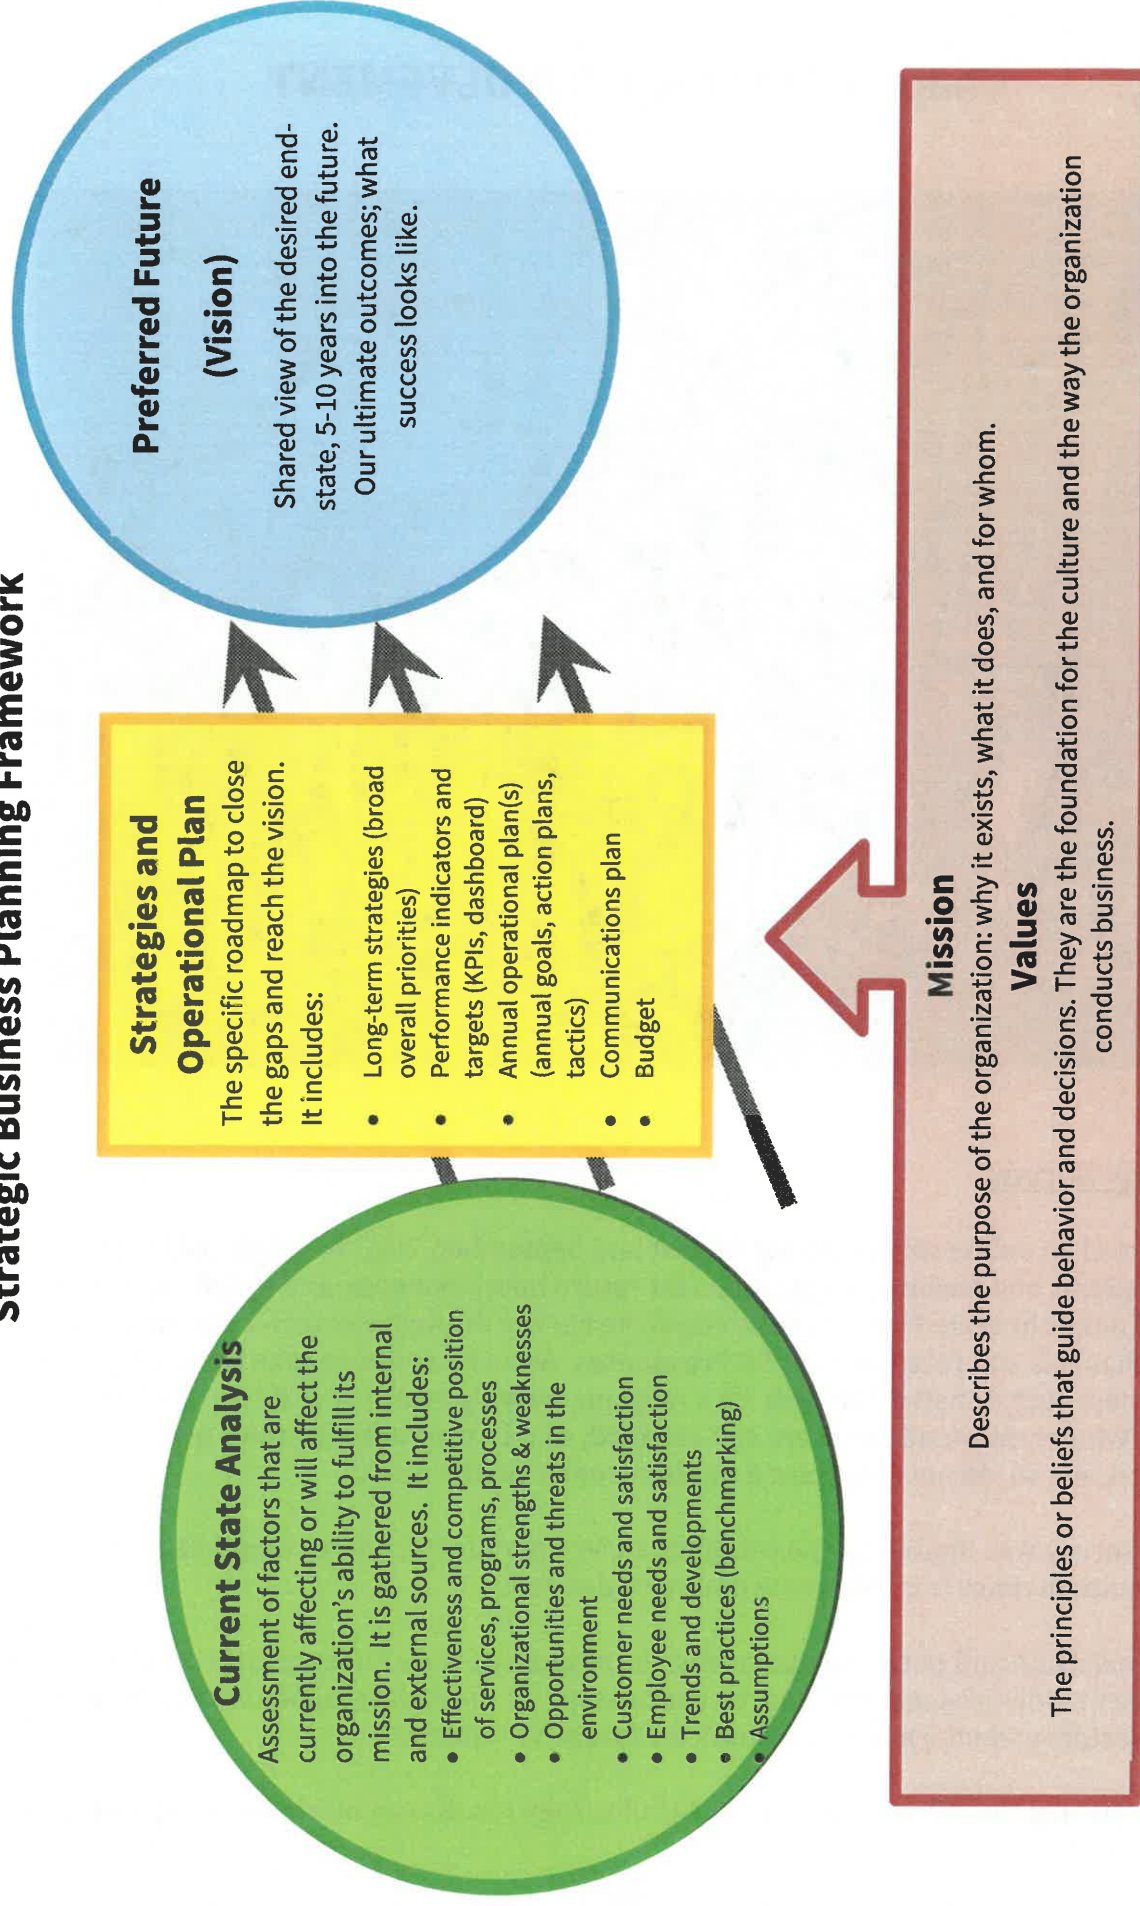 Strategic Business Planning Framework
Current State Analysis
Assessment of factors that are
currently affecting or will affect the
organization's ability to fulfill its
mission. It is gathered from internal
and external sources. It includes:
• Effectiveness and competitive position
of services, programs, processes
• Organizational strengths & weaknesses
• Opportunities and threats in the
environment
• Customer needs and satisfaction
• Employee needs and satisfaction
• Trends and developments
• Best practices (benchmarking)
• Assumptions
Strategies and
Operational Plan
The specific roadmap to close
the gaps and reach the vision.
It includes:
• Long-term strategies (broad
overall priorities)
• Performance indicators and
targets (KPIs, dashboard)
• Annual operational plan(s)
(annual goals, action plans,
tactics)
• Communications plan
• Budget
Preferred Future
(Vision)
Shared view of the desired end-
state, 5-10 years into the future.
Our ultimate outcomes; what
success looks like.
Mission
Describes the purpose of the organization: why it exists, what it does, and for whom.
Values
The principles or beliefs that guide behavior and decisions. They are the foundation for the culture and the way the organization
conducts business.